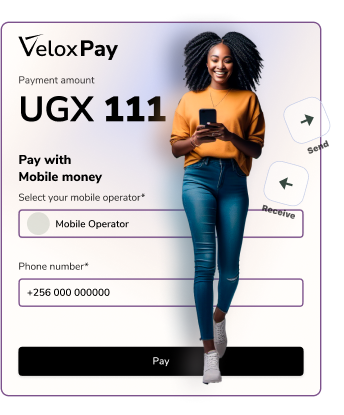 VeloxPay
Payment amount
UGX 111
Pay with
Mobile money
Select your mobile operator*
Mobile Operator
Phone number*
+256 000 000000
Pay
Send
Receive